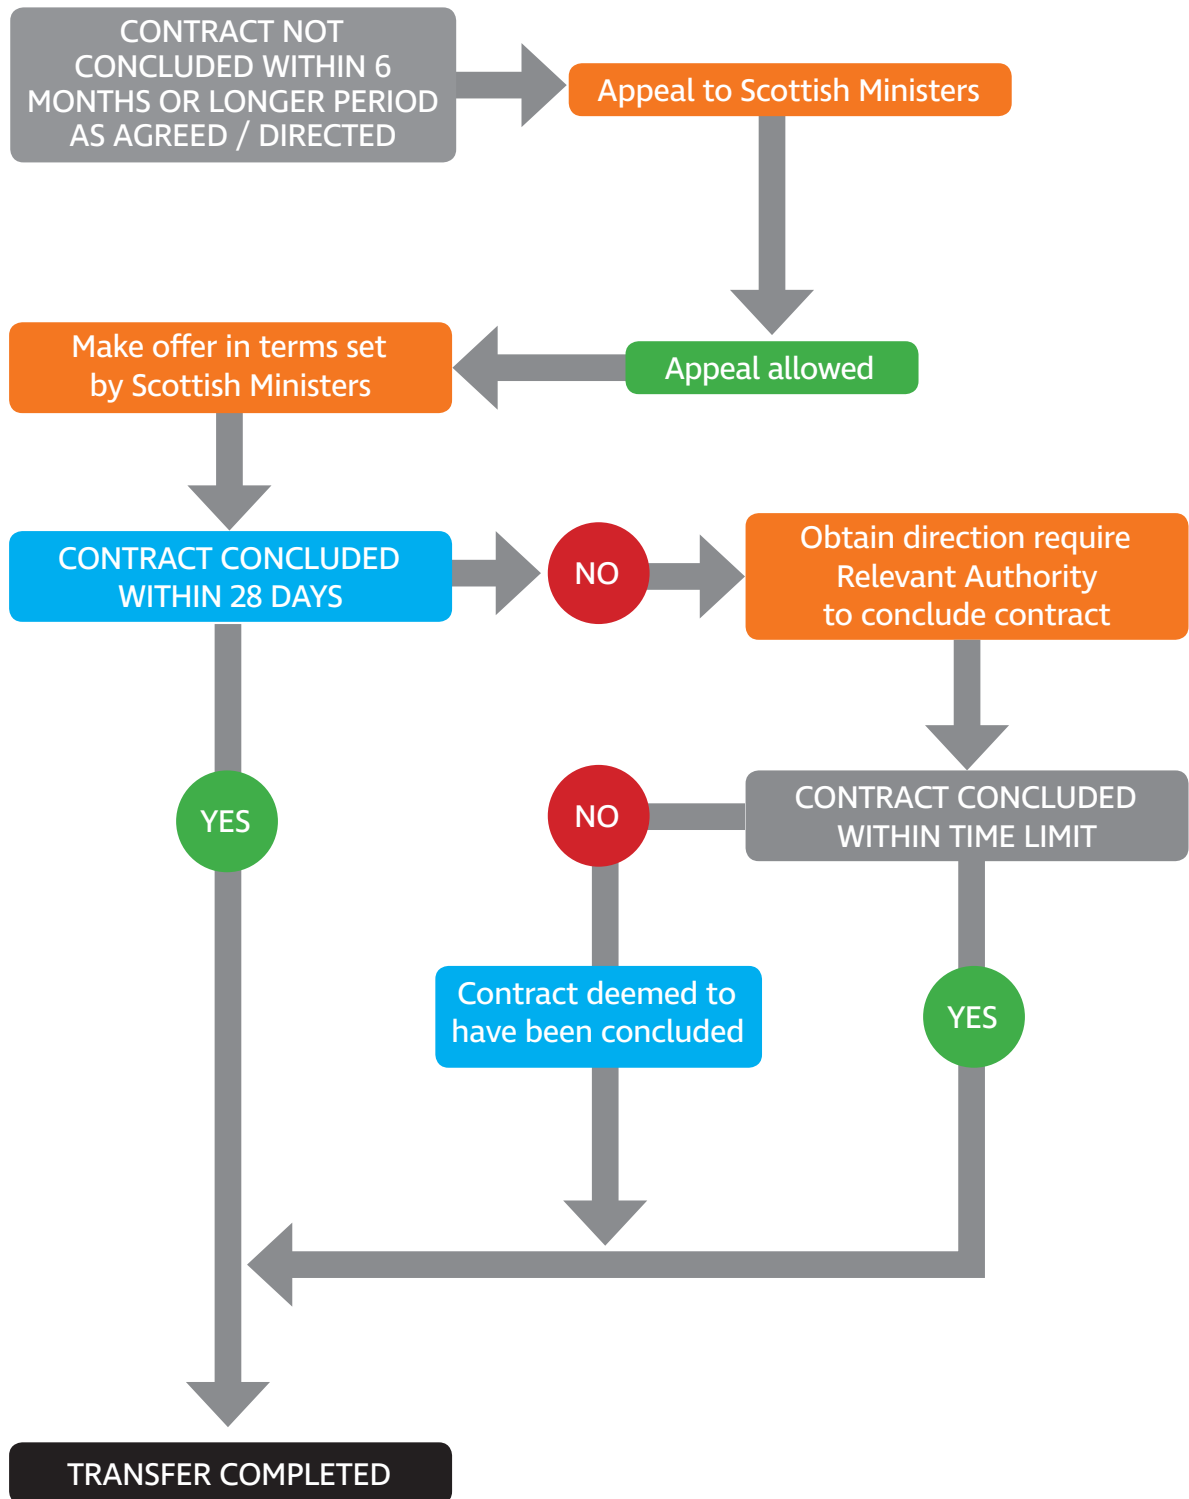 CONTRACT NOT
CONCLUDED WITHIN 6
MONTHS OR LONGER PERIOD
AS AGREED / DIRECTED
Appeal to Scottish Ministers
Appeal allowed
Make offer in terms set
by Scottish Ministers
CONTRACT CONCLUDED
WITHIN 28 DAYS
NO
Obtain direction require
Relevant Authority
to conclude contract
CONTRACT CONCLUDED
WITHIN TIME LIMIT
NO
YES
Contract deemed to
have been concluded
YES
TRANSFER COMPLETED